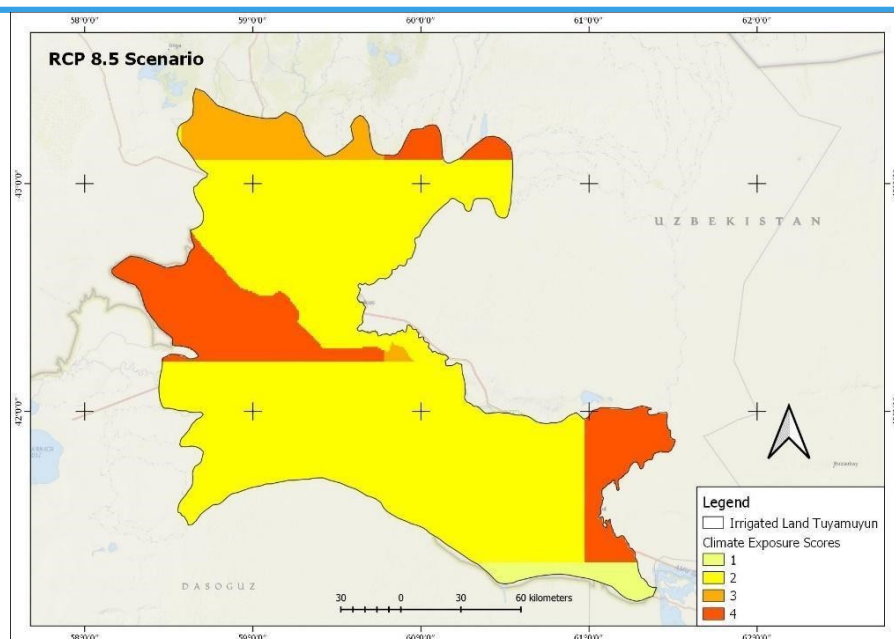 58°0'0" 59°0'0" 60°0'0" 61°0'0" 62°0'0"
RCP 8.5 Scenario
43°0'0"
UZBEKISTAN
42°0'0"
DASOGUZ
30 0 30 60 kilometers
Legend
Irrigated Land Tuyamuyun
Climate Exposure Scores
1
2
3
4
58°0'0" 59°0'0" 60°0'0" 61°0'0" 62°0'0"